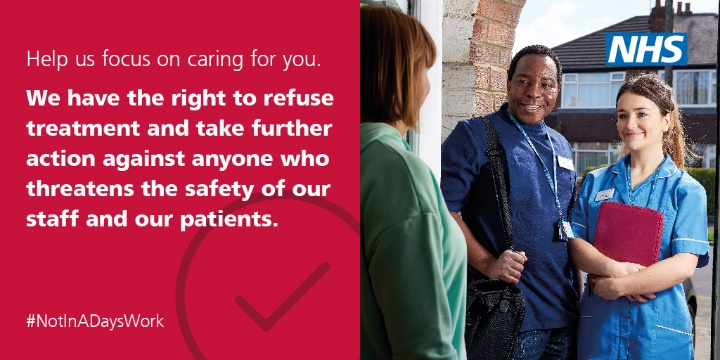 Help us focus on caring for you.
We have the right to refuse
treatment and take further
action against anyone who
threatens the safety of our
staff and our patients.
#NotInADaysWork
NHS